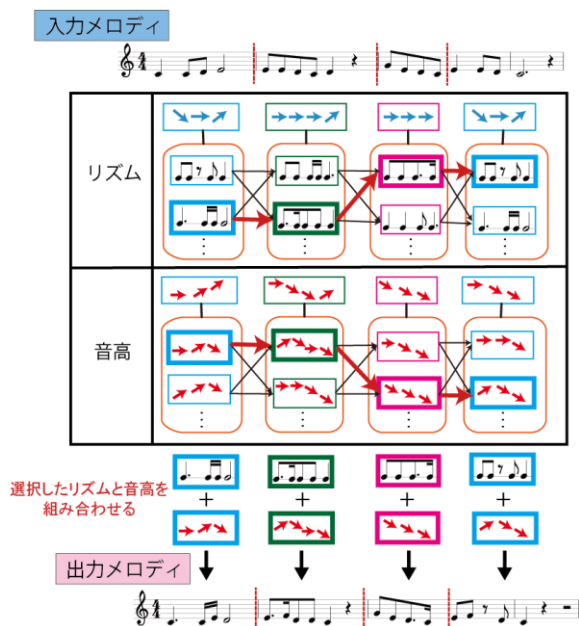 入力メロディ
リズム
音高
選択したリズムと音高を
組み合わせる
+
+
+
+
出力メロディ